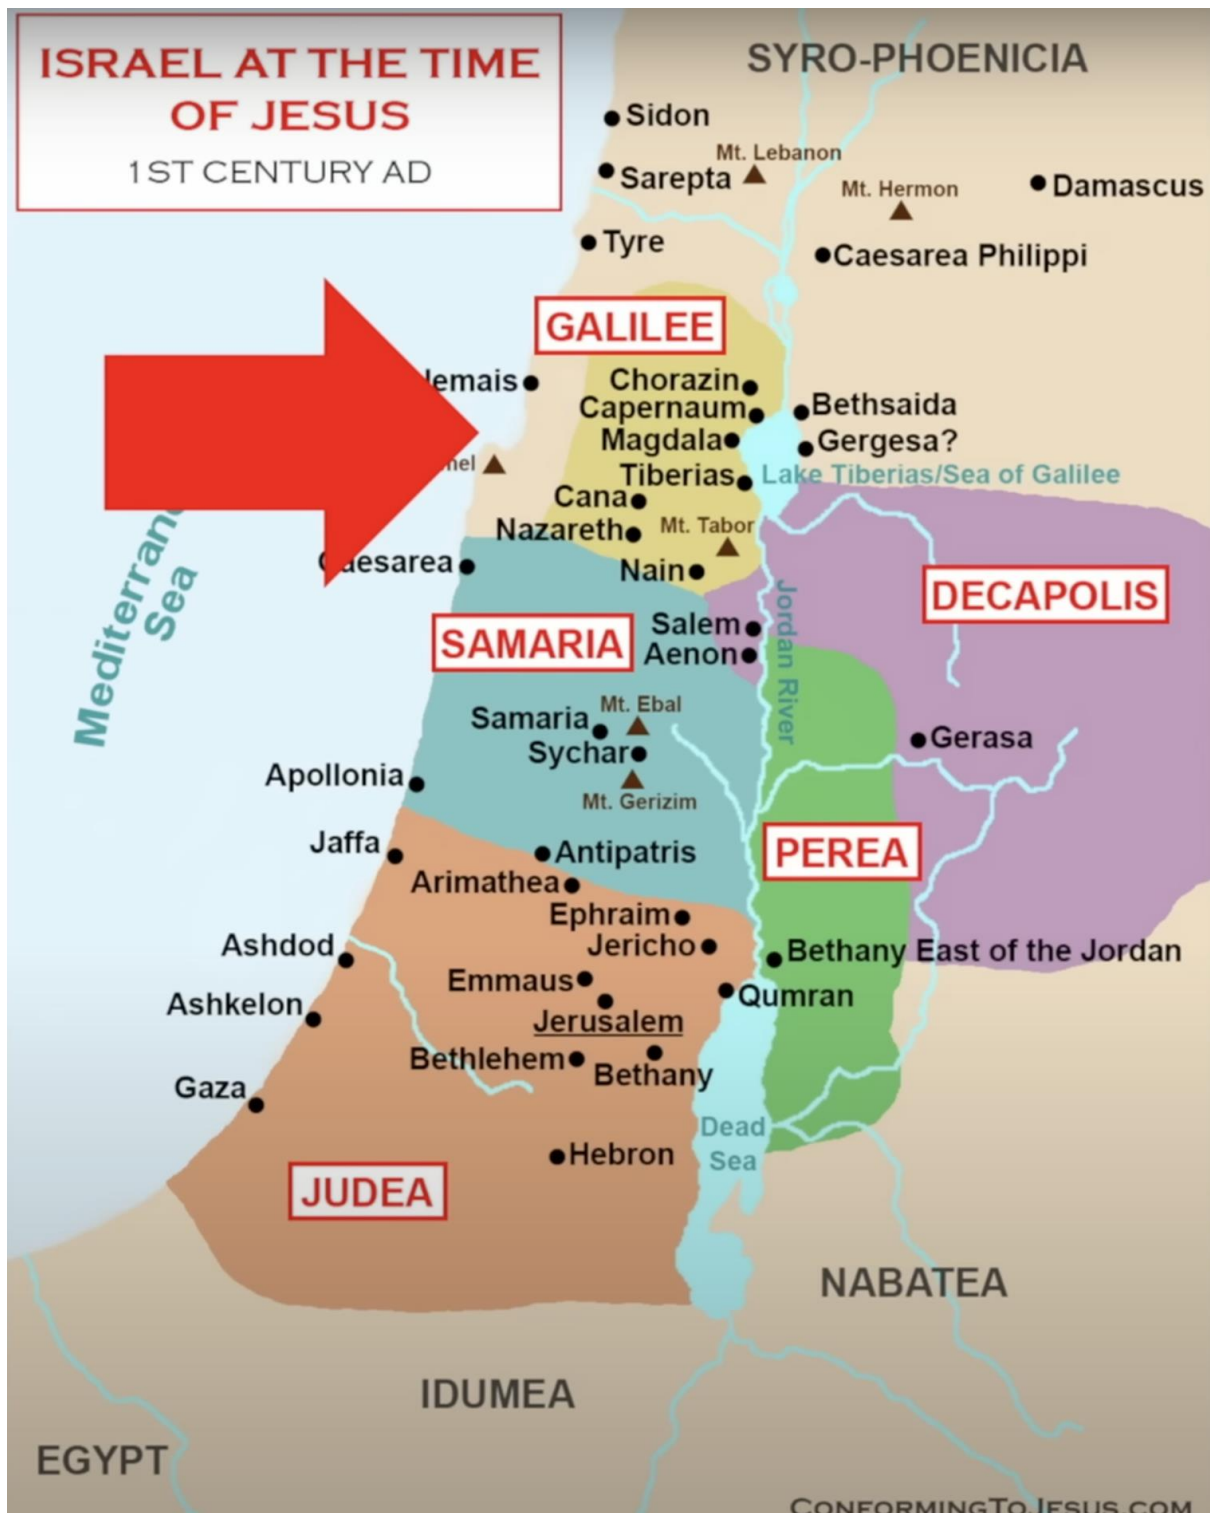 ISRAEL AT THE TIME
OF JESUS
1ST CENTURY AD
SYRO-PHOENICIA
Sidon
Mt. Lebanon
Sarepta
Mt. Hermon
Damascus
Tyre
Caesarea Philippi
GALILEE
Chorazin
Capernaum
Bethsaida
Magdala
Gergesa?
Tiberias
Lake Tiberias/Sea of Galilee
Cana
Nazareth
Mt. Tabor
Caesarea
Nain
Mediterranean
Sea
DECAPOLIS
Jordan River
SAMARIA
Salem
Aenon
Mt. Ebal
Samaria
Sychar
Gerasa
Apollonia
Mt. Gerizim
Jaffa
Antipatris
PEREA
Arimathea
Ephraim
Ashdod
Jericho
Bethany East of the Jordan
Emmaus
Qumran
Ashkelon
Jerusalem
Bethlehem
Bethany
Gaza
Dead
Sea
Hebron
JUDEA
NABATEA
IDUMEA
EGYPT
CONFORMINGTOJESUS.COM